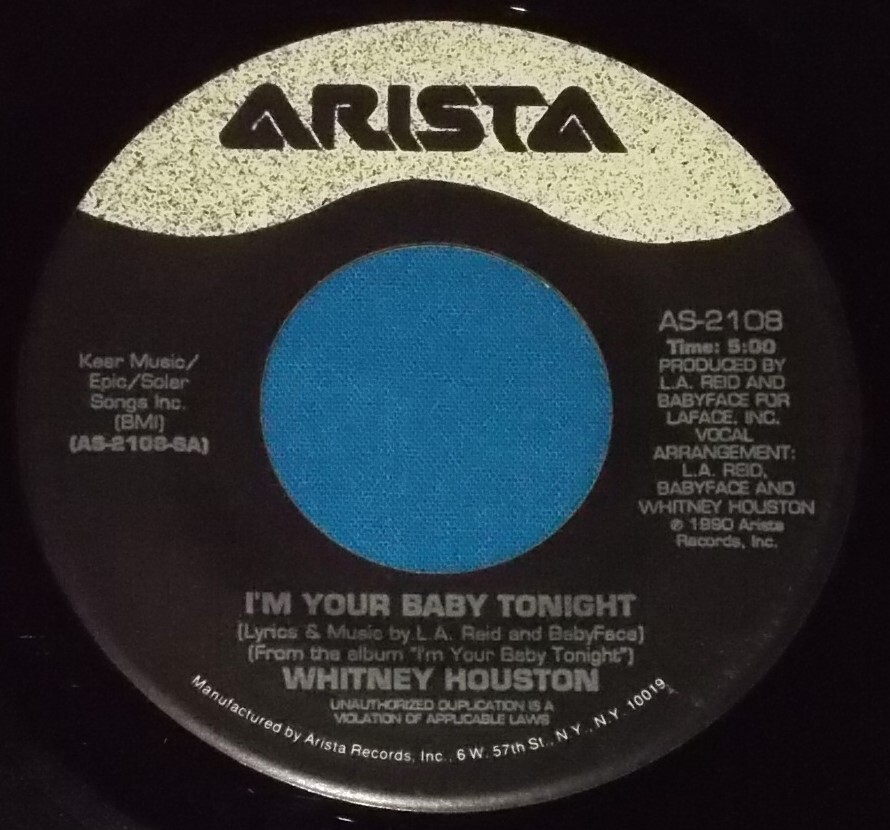 ARISTA
Kear Music/
Epic/Solar
Songs Inc.
(BMI)
(AS-2108-SA)
AS-2108
Time: 5:00
PRODUCED BY
L.A. REID AND
BABYFACE FOR
LAFACE, INC.
VOCAL
ARRANGEMENT:
L.A. REID,
BABYFACE AND
WHITNEY HOUSTON
℗ 1990 Arista
Records, Inc.
I'M YOUR BABY TONIGHT
(Lyrics & Music by L.A. Reid and BabyFace)
(From the album "I'm Your Baby Tonight")
WHITNEY HOUSTON
UNAUTHORIZED DUPLICATION IS A
VIOLATION OF APPLICABLE LAWS
Manufactured by Arista Records, Inc., 6 W. 57th St., N.Y., N.Y. 10019